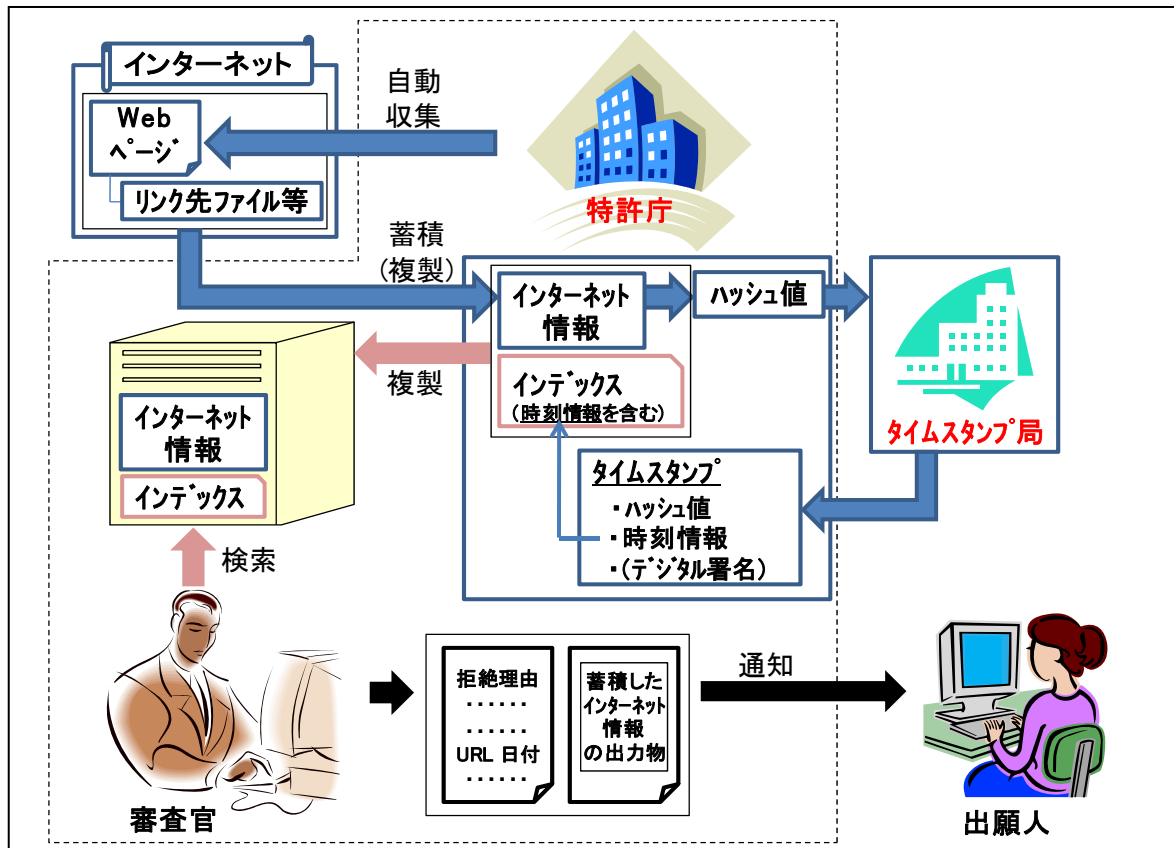 インターネット
Web
ページ
リンク先ファイル等
自動
収集
特許庁
蓄積
(複製)
インターネット
情報
ハッシュ値
インデックス
(時刻情報を含む)
複製
タイムスタンプ局
インターネット
情報
インデックス
タイムスタンプ
・ハッシュ値
・時刻情報
・(デジタル署名)
検索
拒絶理由
‥‥‥
‥‥‥
URL 日付
‥‥‥
蓄積した
インターネット
情報
の出力物
通知
審査官
出願人